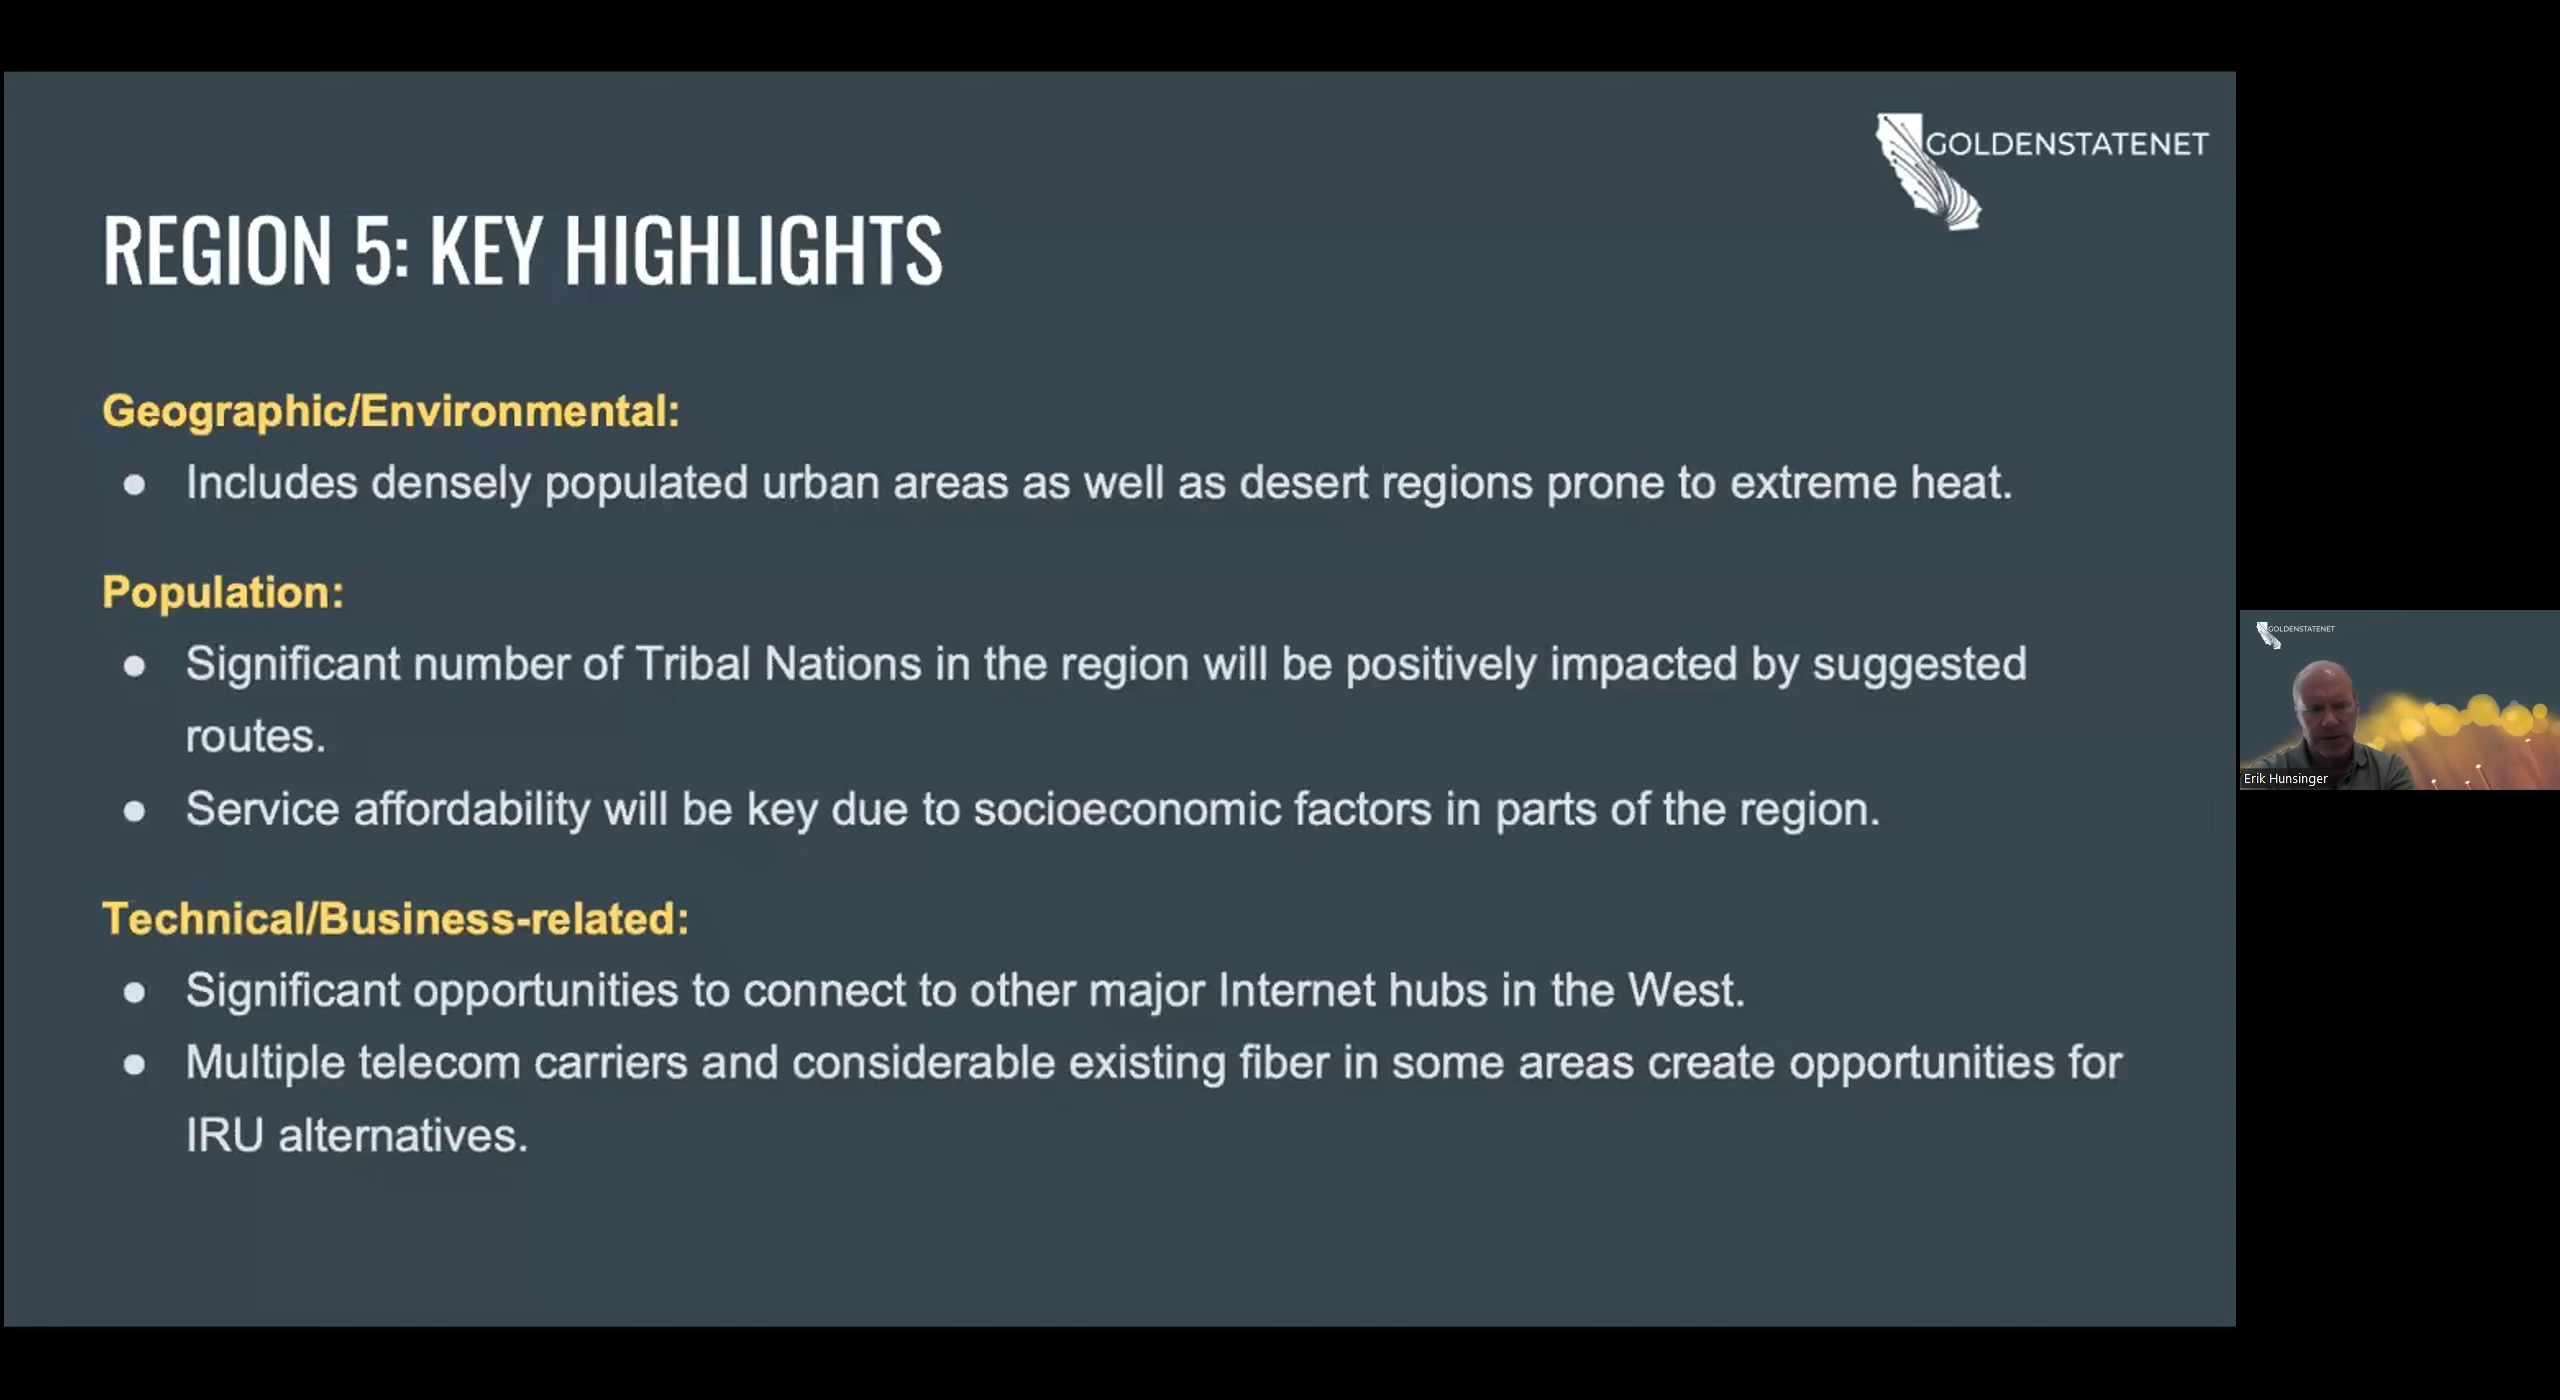 GOLDENSTATENET
REGION 5: KEY HIGHLIGHTS
Geographic/Environmental:
● Includes densely populated urban areas as well as desert regions prone to extreme heat.
Population:
● Significant number of Tribal Nations in the region will be positively impacted by suggested
routes.
● Service affordability will be key due to socioeconomic factors in parts of the region.
Technical/Business-related:
● Significant opportunities to connect to other major Internet hubs in the West.
● Multiple telecom carriers and considerable existing fiber in some areas create opportunities for
IRU alternatives.
GOLDENSTATENET
Erik Hunsinger